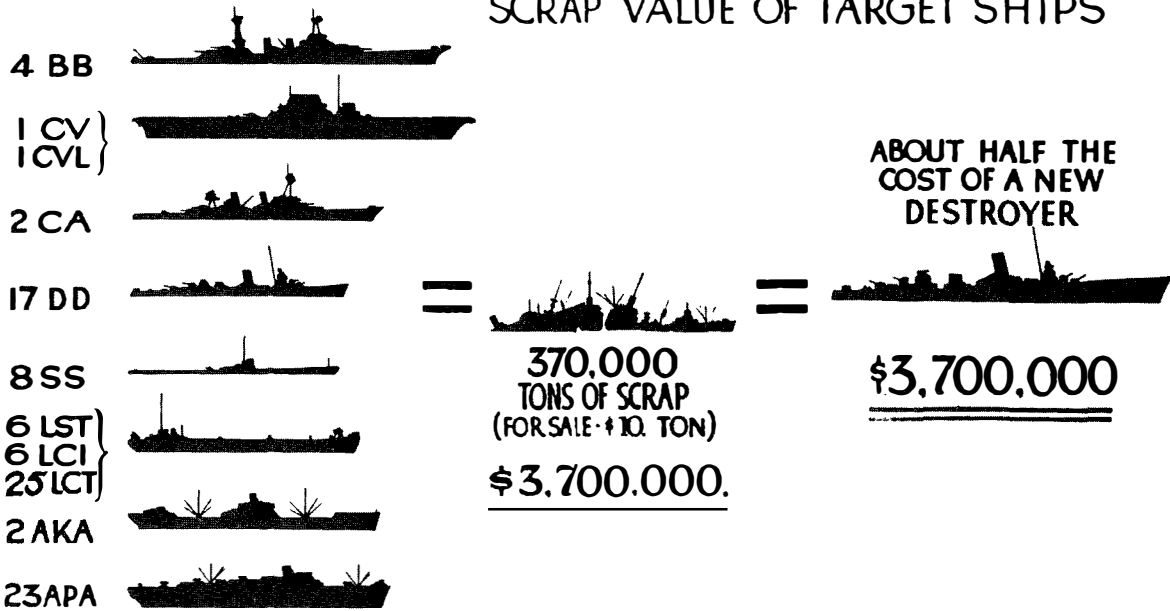 SCRAP VALUE OF TARGET SHIPS
4 BB
1 CV
1 CVL
2 CA
17 DD
8 SS
6 LST
6 LCI
25 LCT
2 AKA
23 APA
=
370,000
TONS OF SCRAP
(FOR SALE - $10. TON)
$3,700.000.
=
ABOUT HALF THE
COST OF A NEW
DESTROYER
$3,700,000